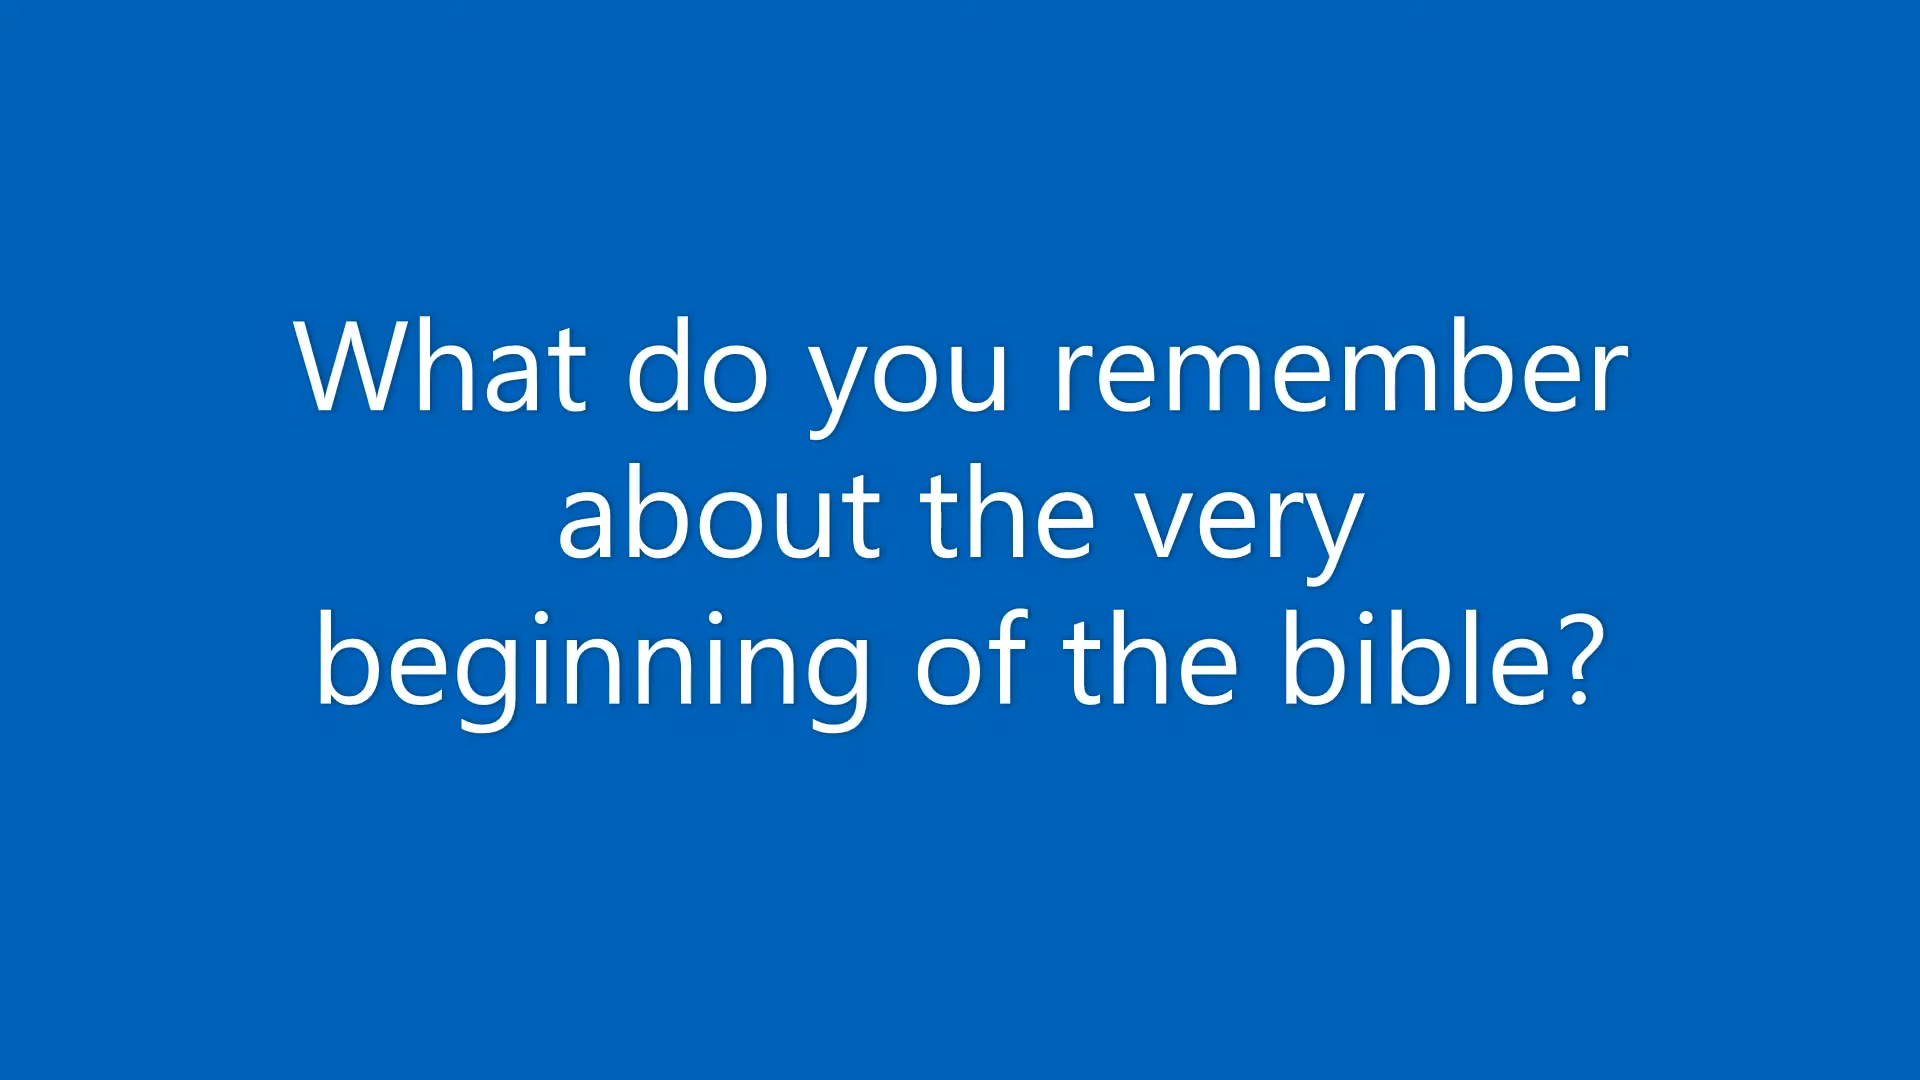 What do you remember
about the very
beginning of the bible?